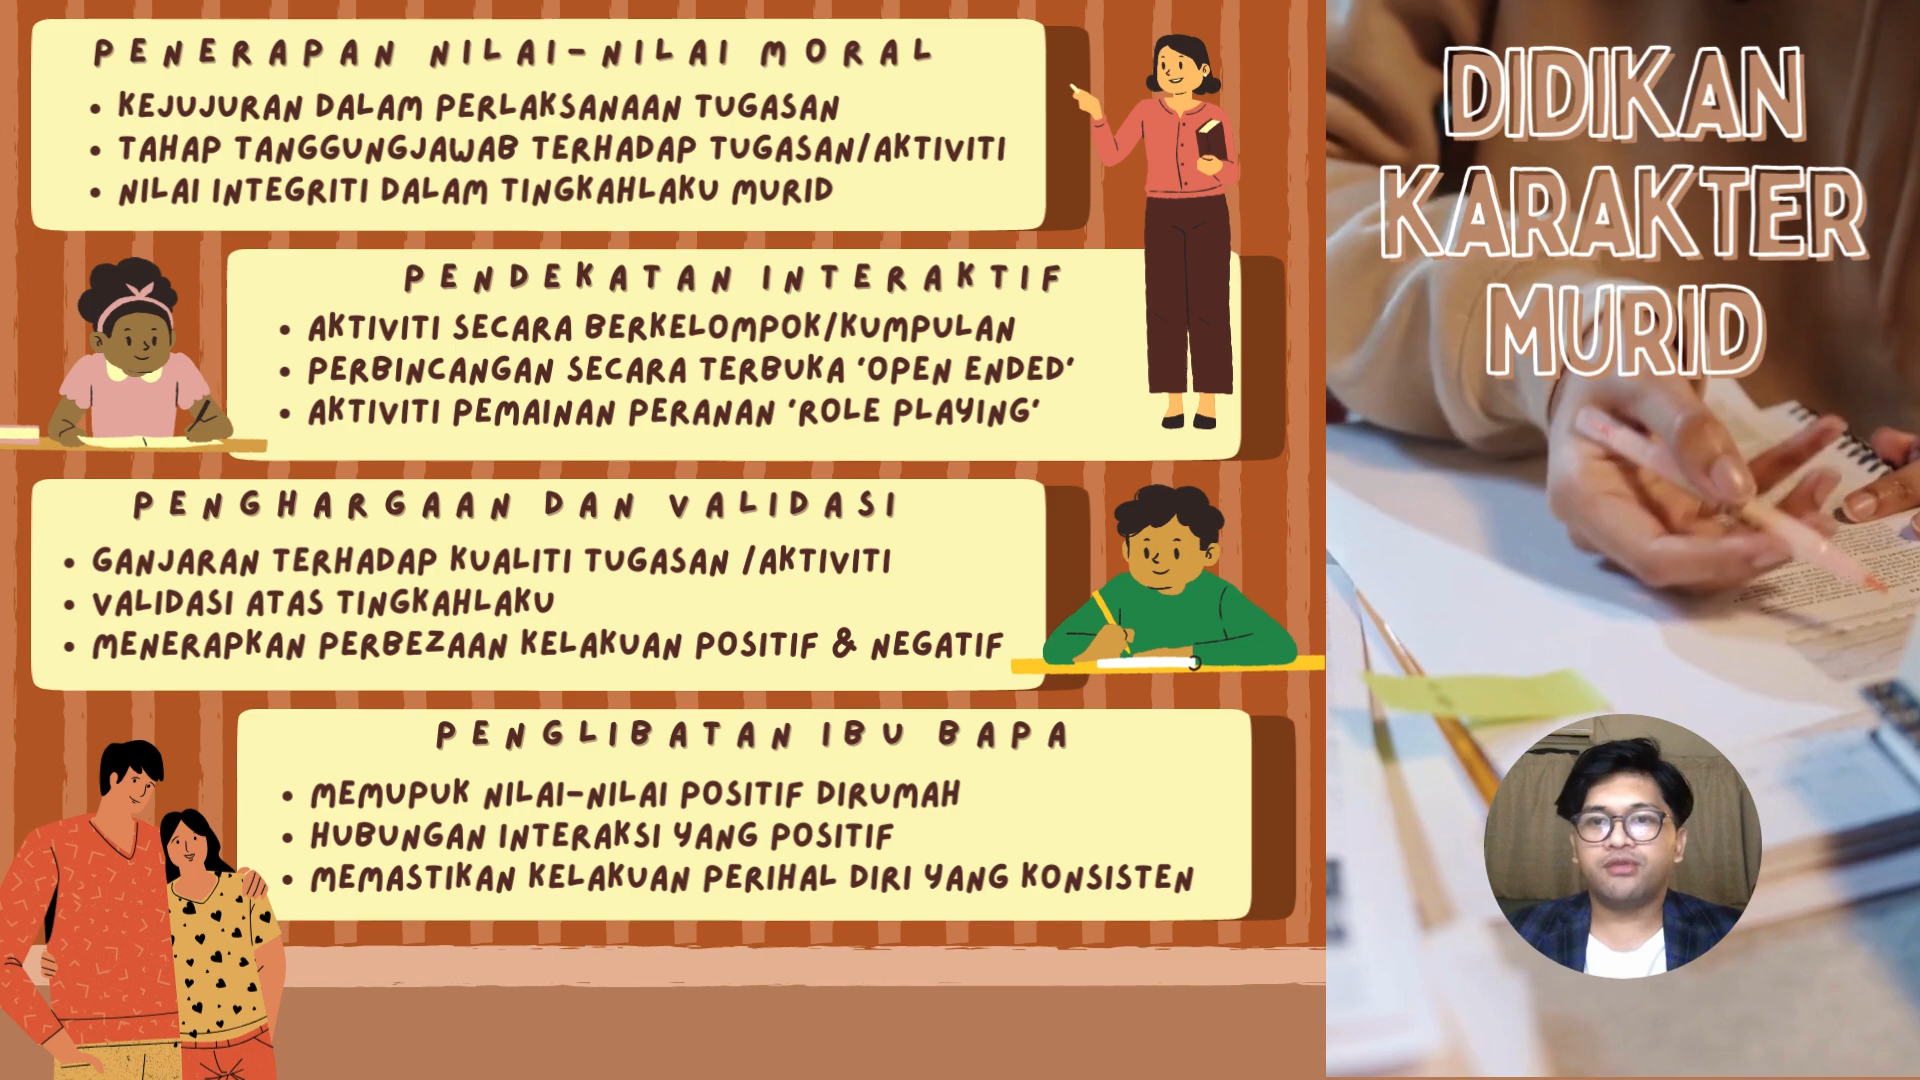 PENERAPAN NILAI-NILAI MORAL
• KEJUJURAN DALAM PERLAKSANAAN TUGASAN
• TAHAP TANGGUNGJAWAB TERHADAP TUGASAN/AKTIVITI
• NILAI INTEGRITI DALAM TINGKAHLAKU MURID
PENDEKATAN INTERAKTIF
• AKTIVITI SECARA BERKELOMPOK/KUMPULAN
• PERBINCANGAN SECARA TERBUKA 'OPEN ENDED'
• AKTIVITI PEMAINAN PERANAN 'ROLE PLAYING'
PENGHARGAAN DAN VALIDASI
• GANJARAN TERHADAP KUALITI TUGASAN /AKTIVITI
• VALIDASI ATAS TINGKAHLAKU
• MENERAPKAN PERBEZAAN KELAKUAN POSITIF & NEGATIF
PENGLIBATAN IBU BAPA
• MEMUPUK NILAI-NILAI POSITIF DIRUMAH
• HUBUNGAN INTERAKSI YANG POSITIF
• MEMASTIKAN KELAKUAN PERIHAL DIRI YANG KONSISTEN
DIDIKAN
KARAKTER
MURID